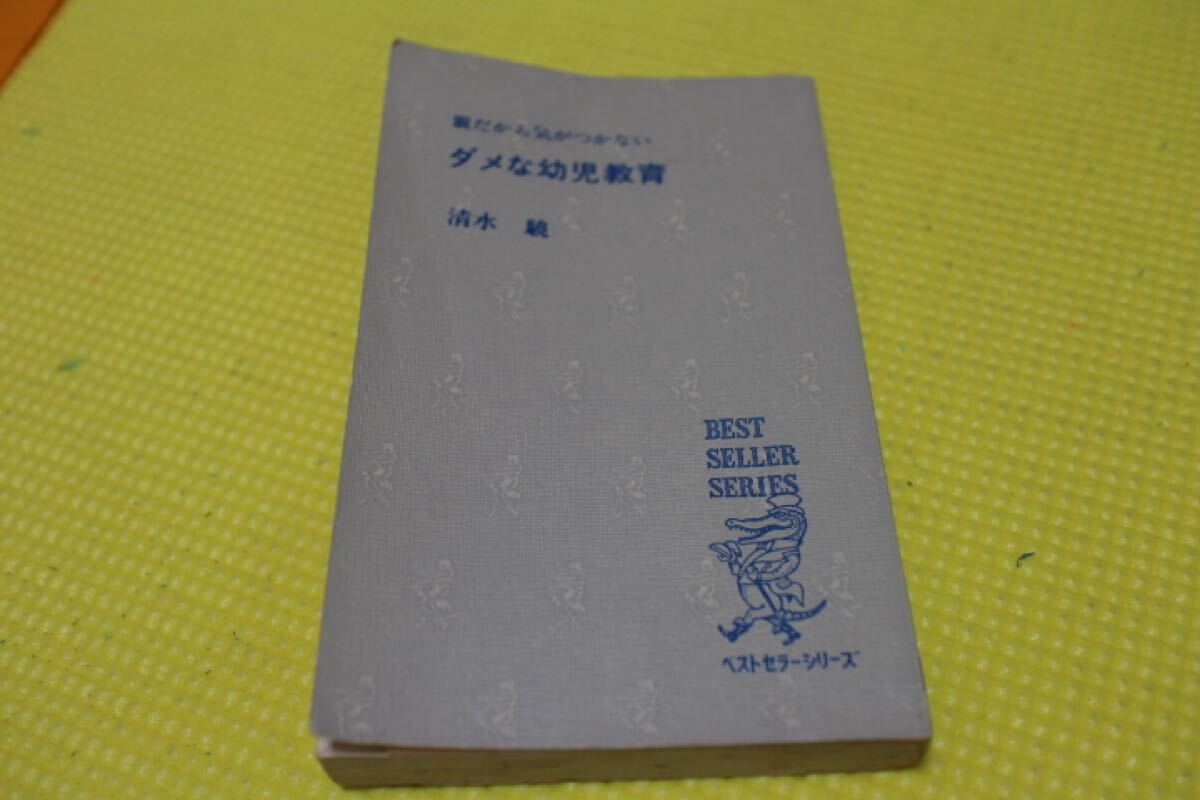 親だから気がつかない
ダメな幼児教育
清水 驍
BEST
SELLER
SERIES
ベストセラーシリーズ